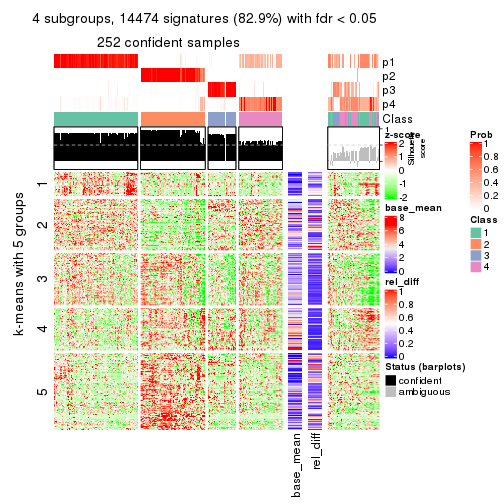 4 subgroups, 14474 signatures (82.9%) with fdr < 0.05
252 confident samples
p1
p2
p3
p4
Class
z-score
2
1
0
-1
-2
Silhouette
score
1
base_mean
8
6
4
2
0
rel_diff
1
0.8
0.6
0.4
0.2
0
Status (barplots)
confident
ambiguous
Prob
1
0.8
0.6
0.4
0.2
0
Class
1
2
3
4
k-means with 5 groups
1
2
3
4
5
base_mean
rel_diff